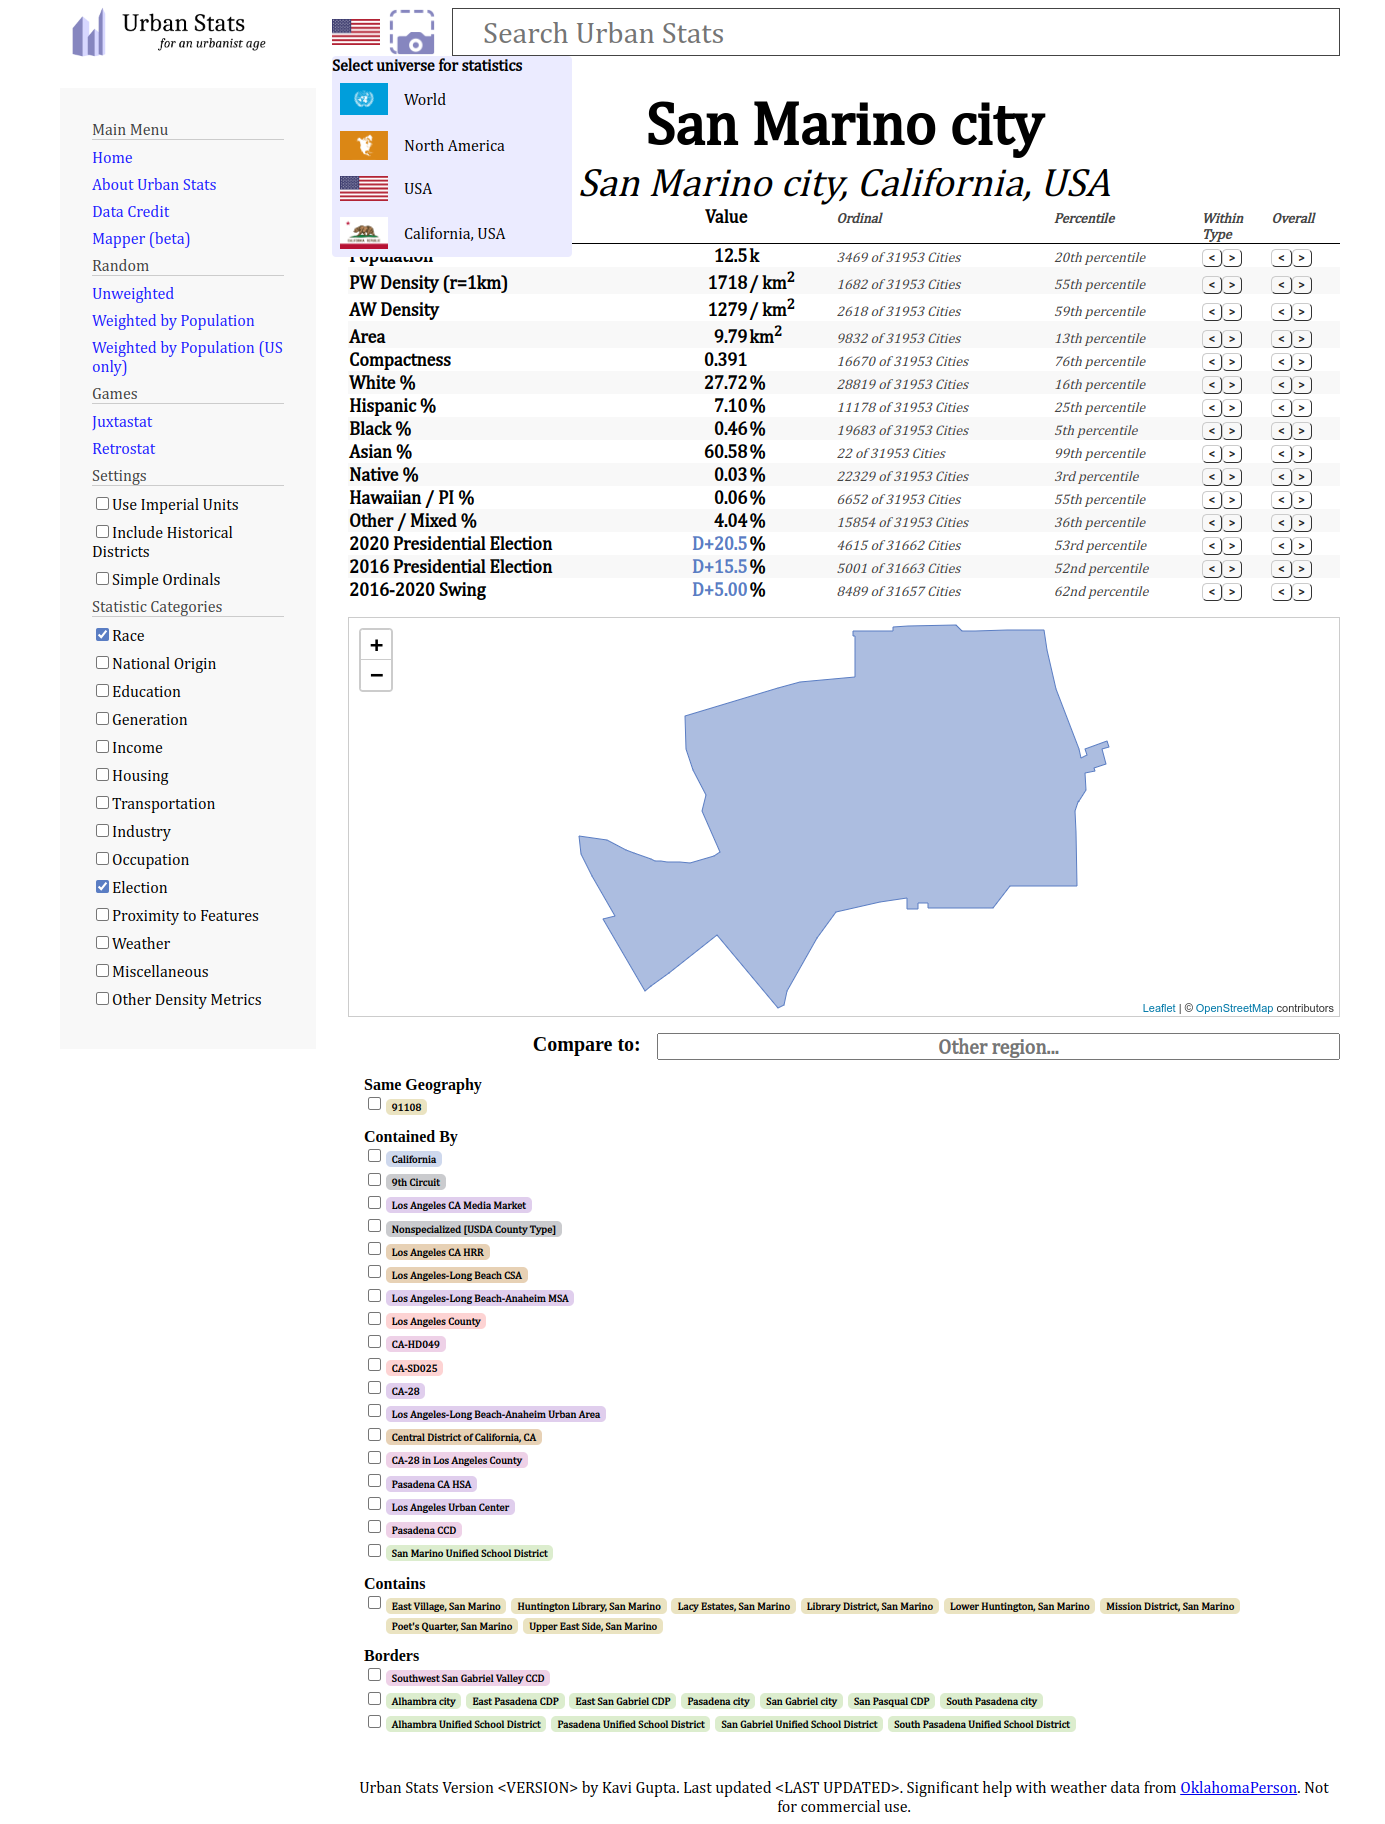 Urban Stats
for an urbanist age
Search Urban Stats
Select universe for statistics
World
North America
USA
California, USA
San Marino city
San Marino city, California, USA
Main Menu
Home
About Urban Stats
Data Credit
Mapper (beta)
Random
Unweighted
Weighted by Population
Weighted by Population (US
only)
Games
Juxtastat
Retrostat
Settings
Use Imperial Units
Include Historical
Districts
Simple Ordinals
Statistic Categories
Race
National Origin
Education
Generation
Income
Housing
Transportation
Industry
Occupation
Election
Proximity to Features
Weather
Miscellaneous
Other Density Metrics
Value Ordinal Percentile Within Type Overall
Population 12.5 k 3469 of 31953 Cities 20th percentile < > < >
PW Density (r=1km) 1718 / km2 1682 of 31953 Cities 55th percentile < > < >
AW Density 1279 / km2 2618 of 31953 Cities 59th percentile < > < >
Area 9.79 km2 9832 of 31953 Cities 13th percentile < > < >
Compactness 0.391 16670 of 31953 Cities 76th percentile < > < >
White % 27.72 % 28819 of 31953 Cities 16th percentile < > < >
Hispanic % 7.10 % 11178 of 31953 Cities 25th percentile < > < >
Black % 0.46 % 19683 of 31953 Cities 5th percentile < > < >
Asian % 60.58 % 22 of 31953 Cities 99th percentile < > < >
Native % 0.03 % 22329 of 31953 Cities 3rd percentile < > < >
Hawaiian / PI % 0.06 % 6652 of 31953 Cities 55th percentile < > < >
Other / Mixed % 4.04 % 15854 of 31953 Cities 36th percentile < > < >
2020 Presidential Election D+20.5 % 4615 of 31662 Cities 53rd percentile < > < >
2016 Presidential Election D+15.5 % 5001 of 31663 Cities 52nd percentile < > < >
2016-2020 Swing D+5.00 % 8489 of 31657 Cities 62nd percentile < > < >
+
−
Leaflet | © OpenStreetMap contributors
Compare to: Other region...
Same Geography
91108
Contained By
California
9th Circuit
Los Angeles CA Media Market
Nonspecialized [USDA County Type]
Los Angeles CA HRR
Los Angeles-Long Beach CSA
Los Angeles-Long Beach-Anaheim MSA
Los Angeles County
CA-HD049
CA-SD025
CA-28
Los Angeles-Long Beach-Anaheim Urban Area
Central District of California, CA
CA-28 in Los Angeles County
Pasadena CA HSA
Los Angeles Urban Center
Pasadena CCD
San Marino Unified School District
Contains
East Village, San Marino Huntington Library, San Marino Lacy Estates, San Marino Library District, San Marino Lower Huntington, San Marino Mission District, San Marino
Poet's Quarter, San Marino Upper East Side, San Marino
Borders
Southwest San Gabriel Valley CCD
Alhambra city East Pasadena CDP East San Gabriel CDP Pasadena city San Gabriel city San Pasqual CDP South Pasadena city
Alhambra Unified School District Pasadena Unified School District San Gabriel Unified School District South Pasadena Unified School District
Urban Stats Version <VERSION> by Kavi Gupta. Last updated <LAST UPDATED>. Significant help with weather data from OklahomaPerson. Not
for commercial use.